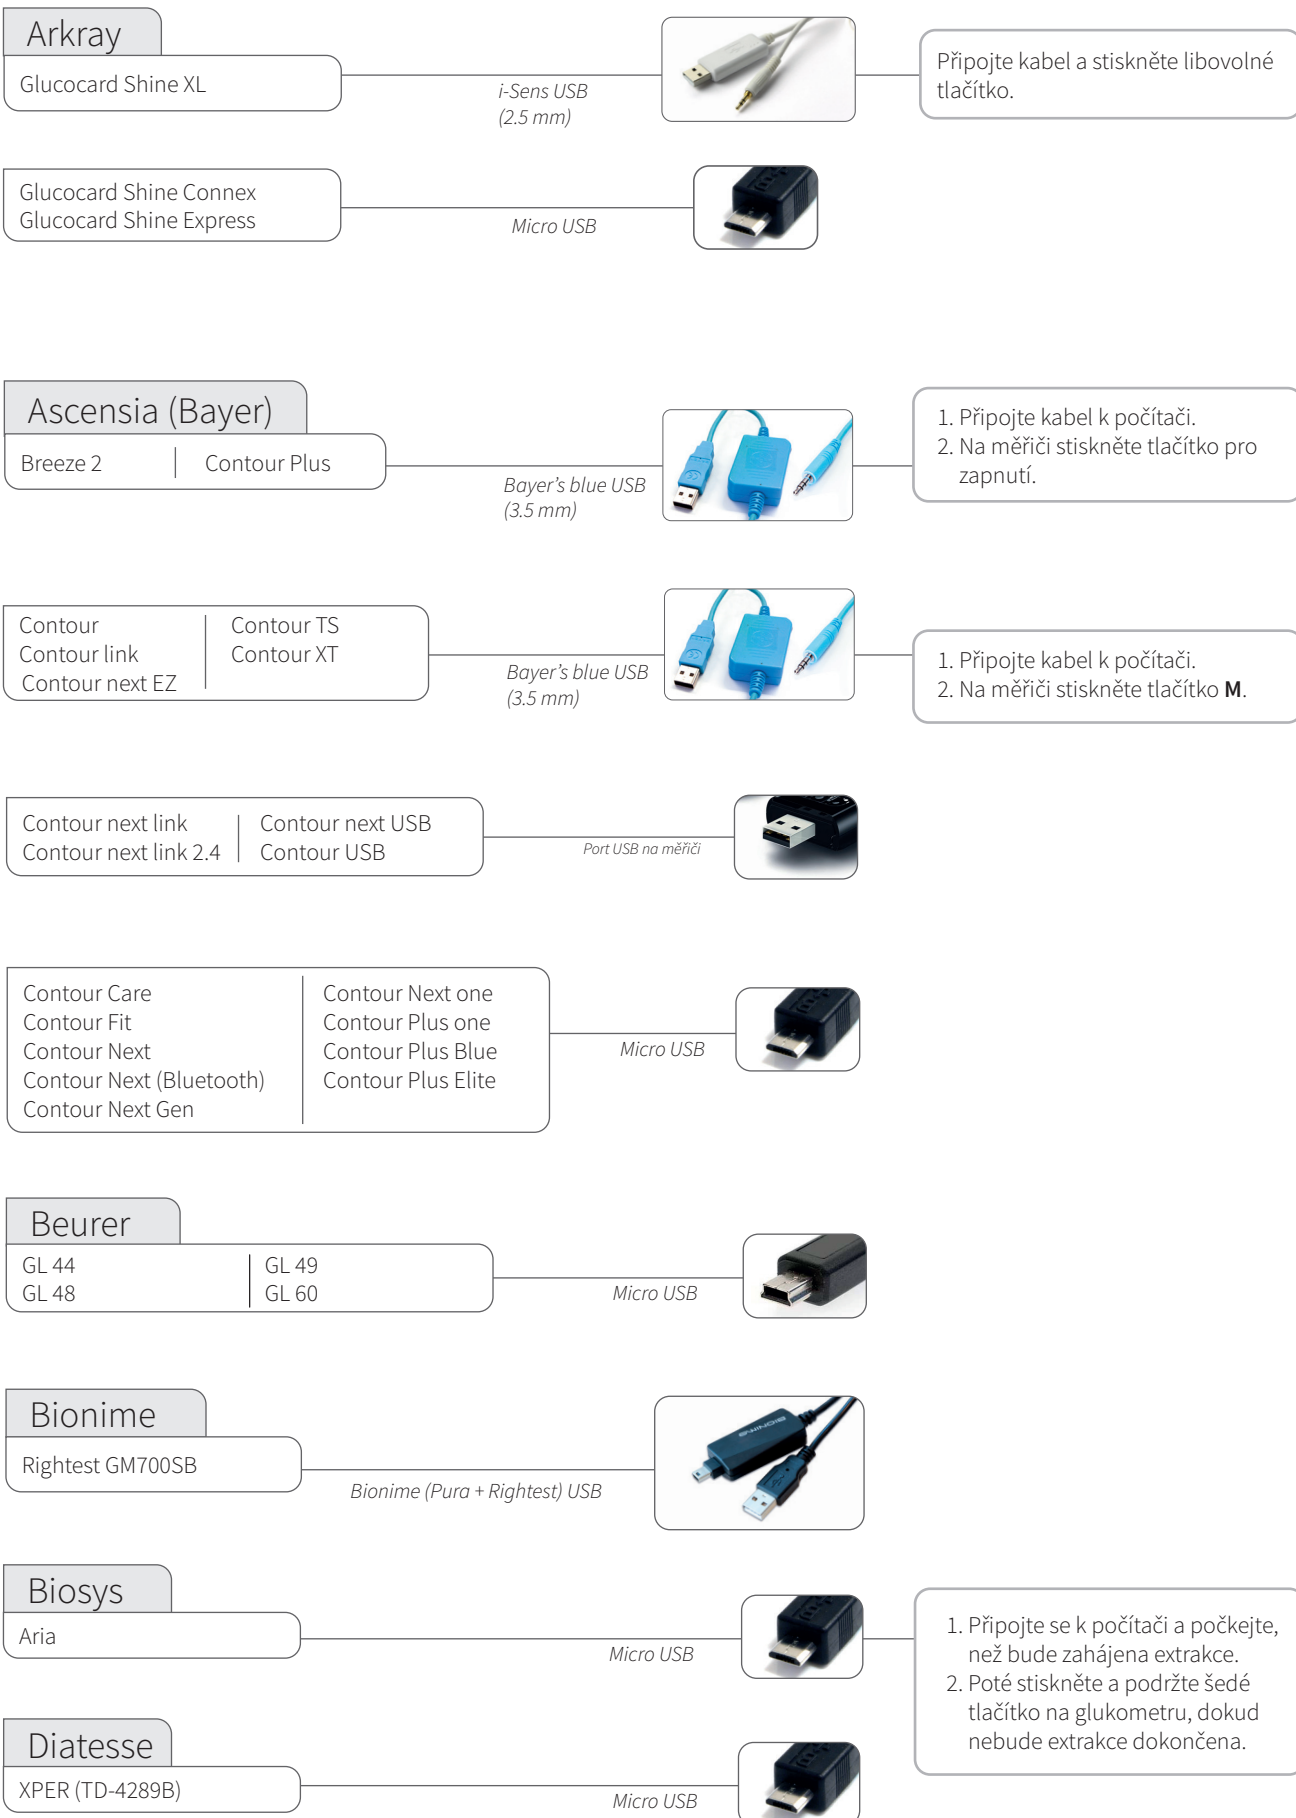 Arkray
Glucocard Shine XL
i-Sens USB
(2.5 mm)
Připojte kabel a stiskněte libovolné
tlačítko.
Glucocard Shine Connex
Glucocard Shine Express
Micro USB
Ascensia (Bayer)
Breeze 2
Contour Plus
Bayer's blue USB
(3.5 mm)
1. Připojte kabel k počítači.
2. Na měřiči stiskněte tlačítko pro
zapnutí.
Contour
Contour link
Contour next EZ
Contour TS
Contour XT
Bayer's blue USB
(3.5 mm)
1. Připojte kabel k počítači.
2. Na měřiči stiskněte tlačítko M.
Contour next link
Contour next link 2.4
Contour next USB
Contour USB
Port USB na měřiči
Contour Care
Contour Fit
Contour Next
Contour Next (Bluetooth)
Contour Next Gen
Contour Next one
Contour Plus one
Contour Plus Blue
Contour Plus Elite
Micro USB
Beurer
GL 44
GL 48
GL 49
GL 60
Micro USB
Bionime
Rightest GM700SB
Bionime (Pura + Rightest) USB
BIONIME
Biosys
Aria
Micro USB
1. Připojte se k počítači a počkejte,
než bude zahájena extrakce.
2. Poté stiskněte a podržte šedé
tlačítko na glukometru, dokud
nebude extrakce dokončena.
Diatesse
XPER (TD-4289B)
Micro USB